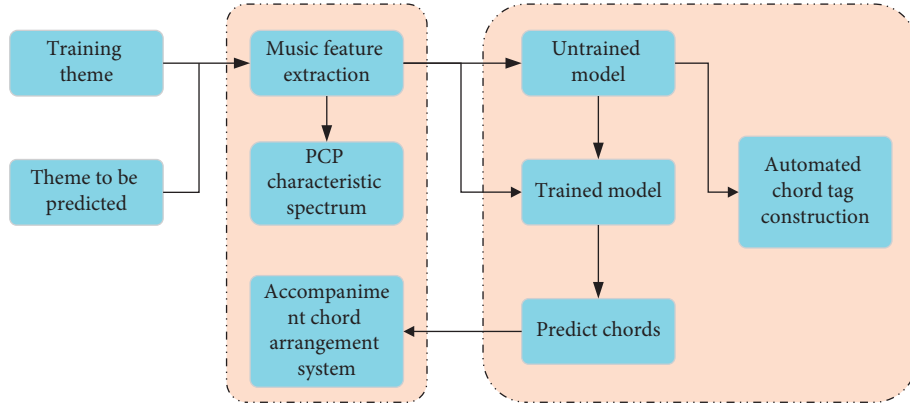 Training
theme
Music feature
extraction
Untrained
model
Theme to be
predicted
PCP
characteristic
spectrum
Trained model
Automated
chord tag
construction
Accompanime
nt chord
arrangement
system
Predict chords